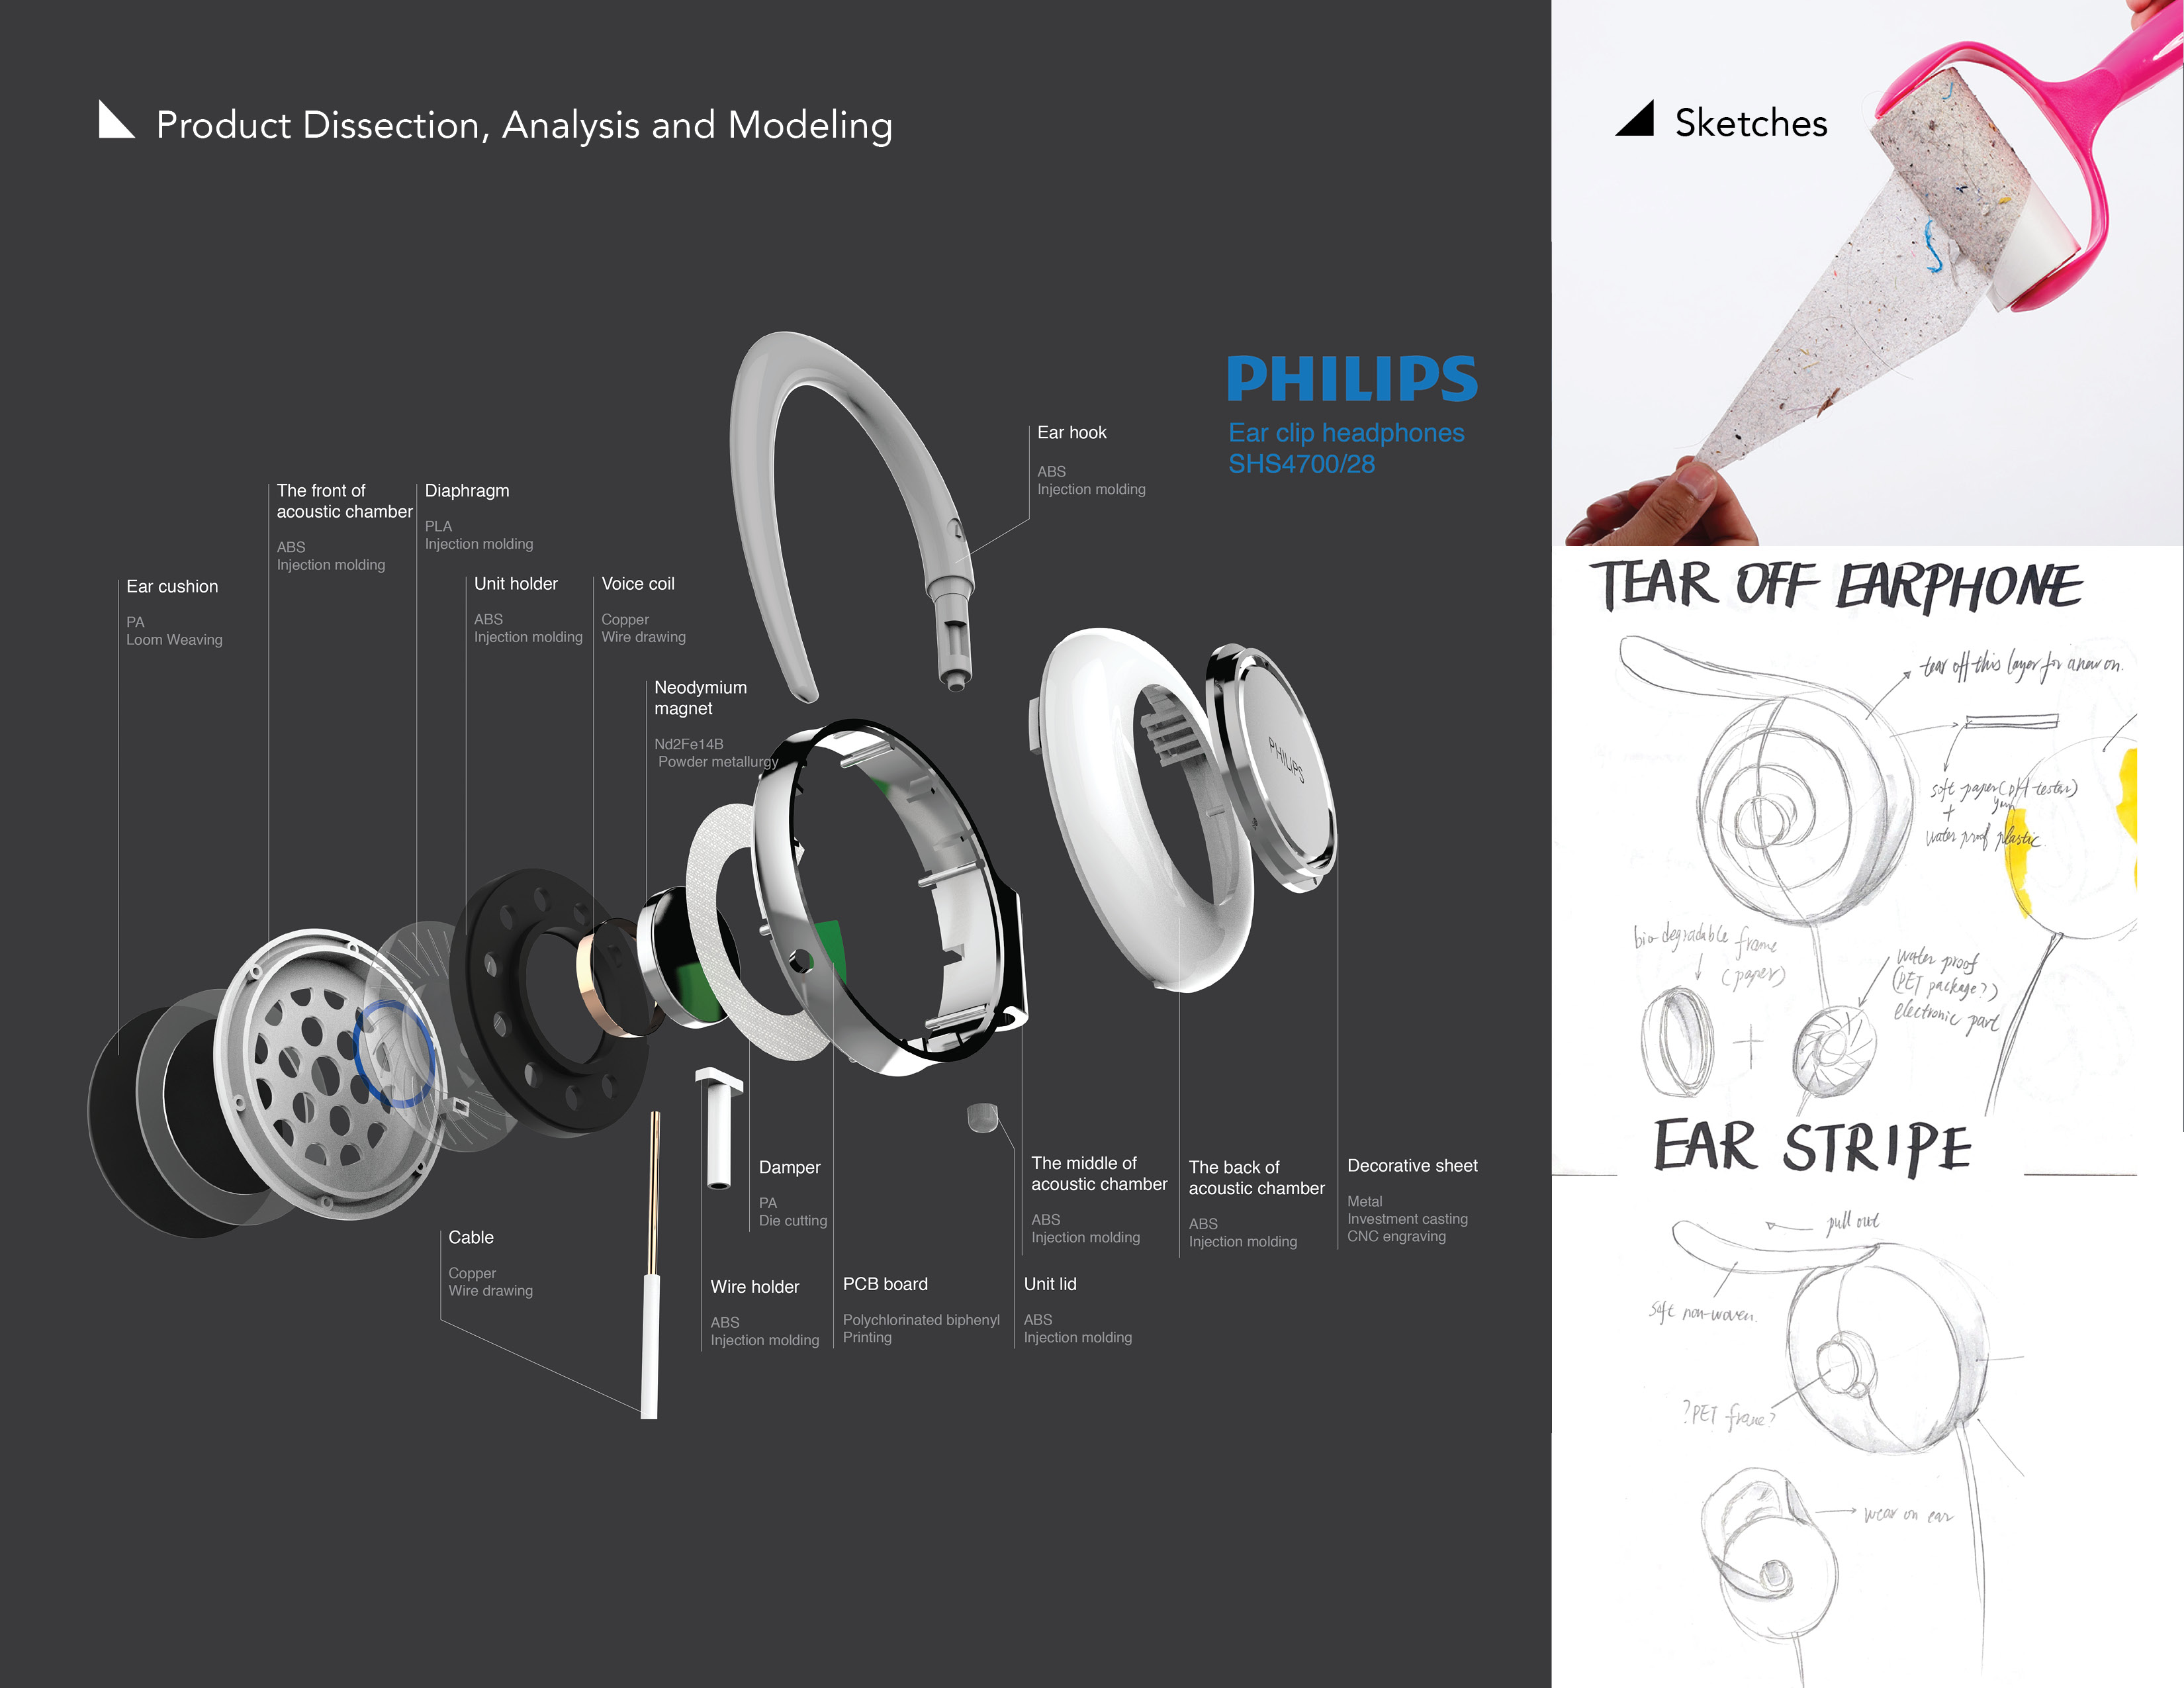 Product Dissection, Analysis and Modeling
PHILIPS
Ear clip headphones
SHS4700/28
Ear hook
ABS
Injection molding
The front of
acoustic chamber
ABS
Injection molding
Diaphragm
PLA
Injection molding
Ear cushion
PA
Loom Weaving
Unit holder
ABS
Injection molding
Voice coil
Copper
Wire drawing
Neodymium
magnet
Nd2Fe14B
Powder metallurgy
PHILIPS
Cable
Copper
Wire drawing
Damper
PA
Die cutting
Wire holder
ABS
Injection molding
PCB board
Polychlorinated biphenyl
Printing
Unit lid
ABS
Injection molding
The middle of
acoustic chamber
ABS
Injection molding
The back of
acoustic chamber
ABS
Injection molding
Decorative sheet
Metal
Investment casting
CNC engraving
Sketches
TEAR OFF EARPHONE
tear off this layer for a new on.
soft paper (pH tester)
+
water proof plastic
bio-degradable frame
(paper)
+
water proof
(PET package?)
electronic part
EAR STRIPE
pull out
soft non-woven.
?PET frame?
wear on ear